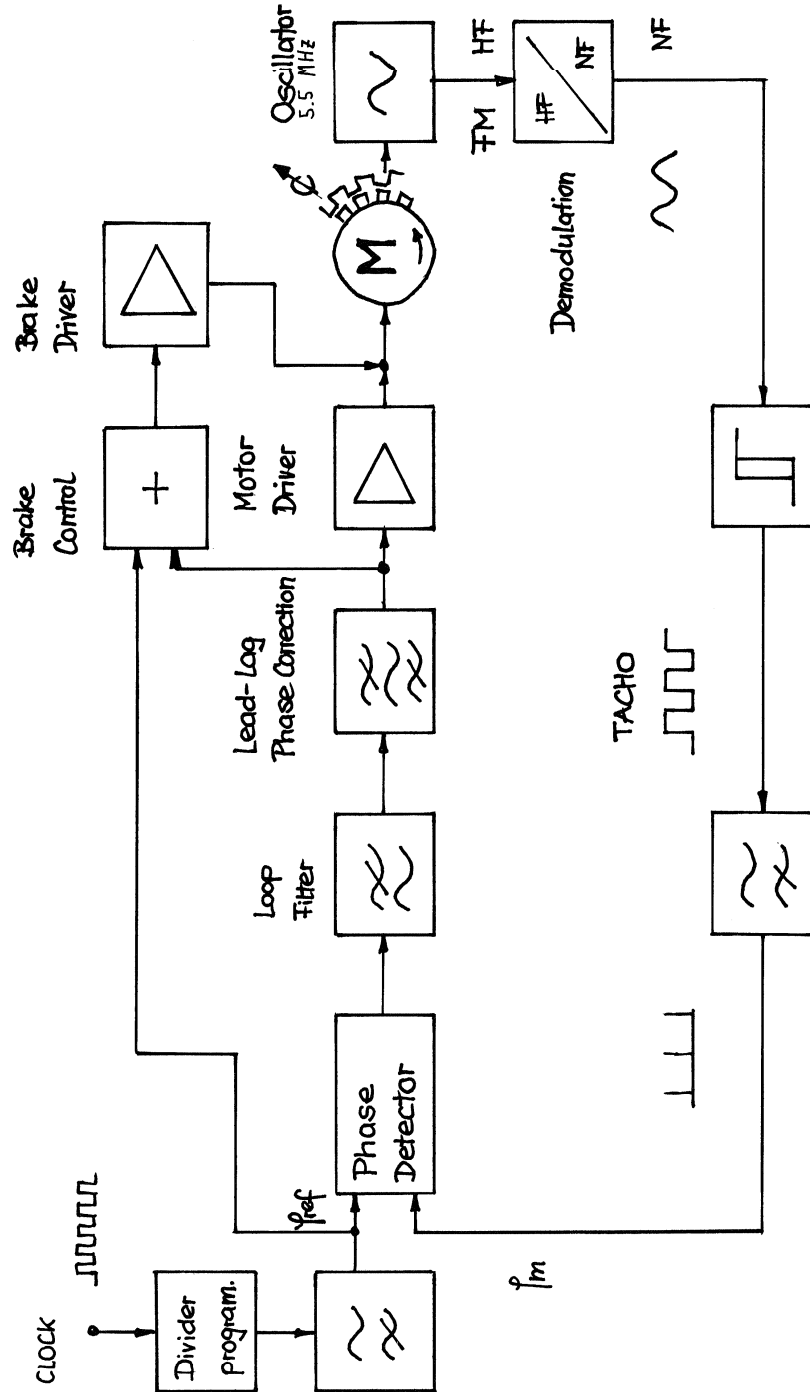 CLOCK
Divider
program.
φref
φm
Phase
Detector
Loop
Filter
Lead-Lag
Phase Correction
Brake
Control
+
Brake
Driver
Motor
Driver
M
C
Oscillator
5.5 MHz
FM HF
HF
NF
Demodulation
NF
TACHO